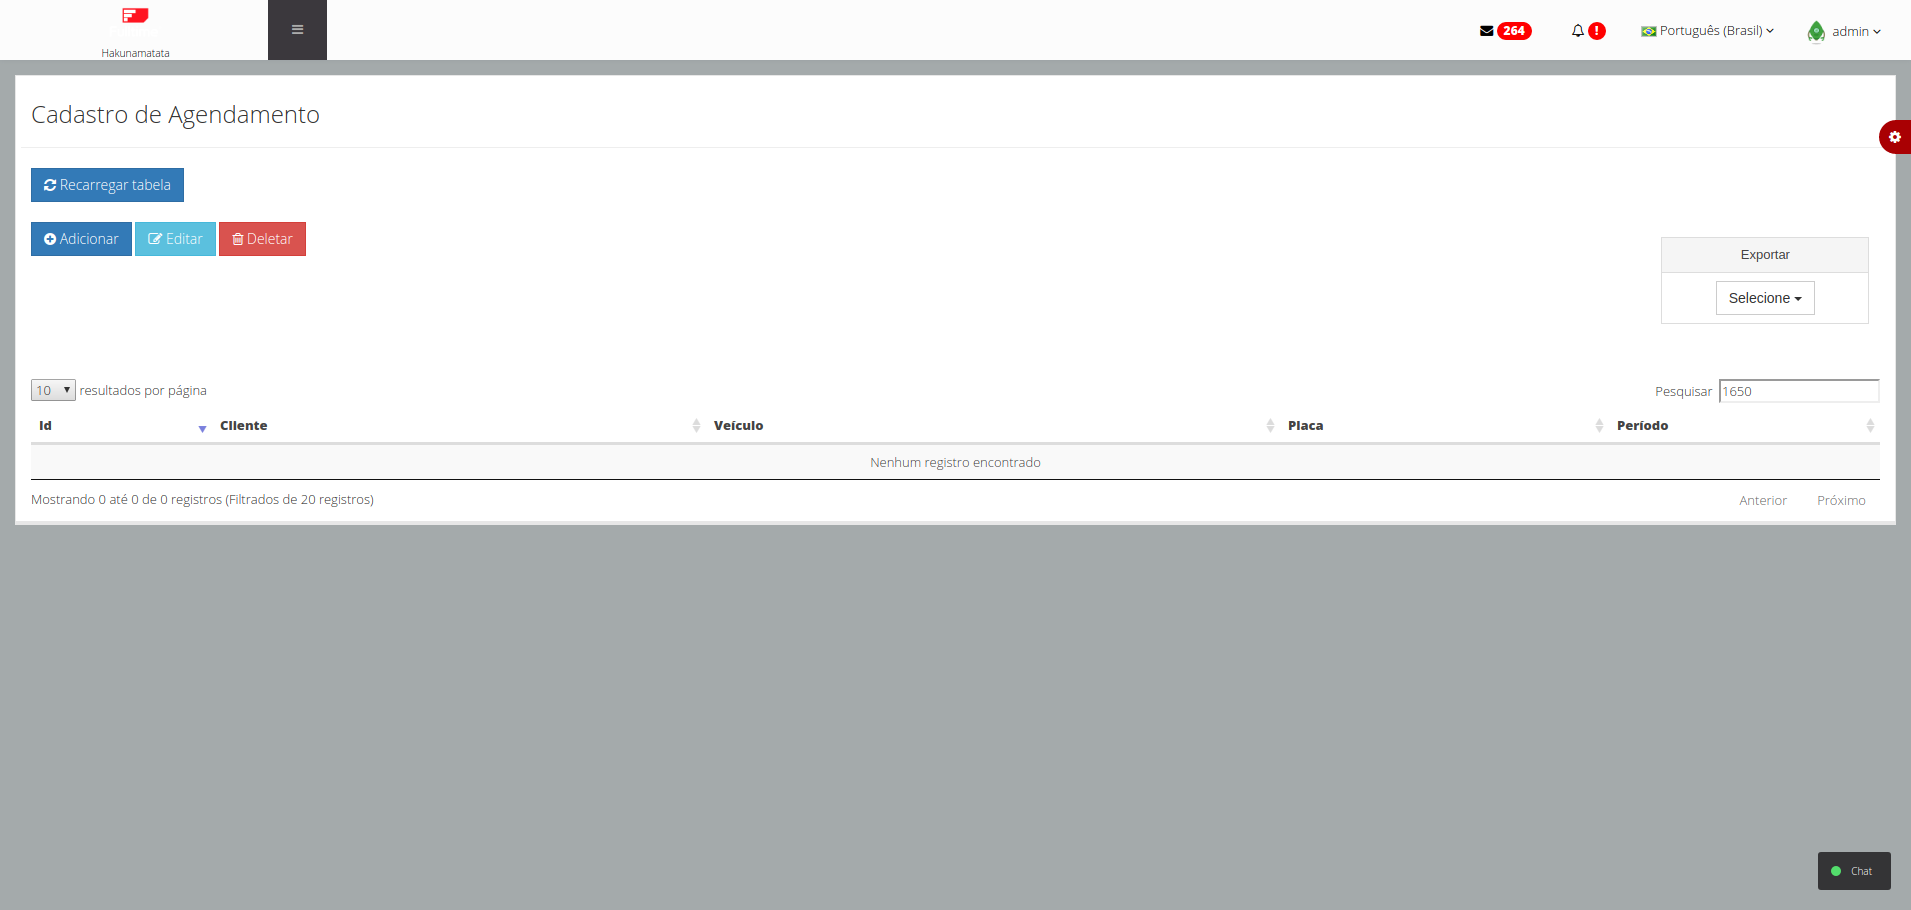 Hakunamatata
264
!
Português (Brasil)
admin
Cadastro de Agendamento
Recarregar tabela
Adicionar Editar Deletar
Exportar
Selecione
10 resultados por página
Pesquisar 1650
Id Cliente Veículo Placa Período
Nenhum registro encontrado
Mostrando 0 até 0 de 0 registros (Filtrados de 20 registros)
Anterior Próximo
Chat